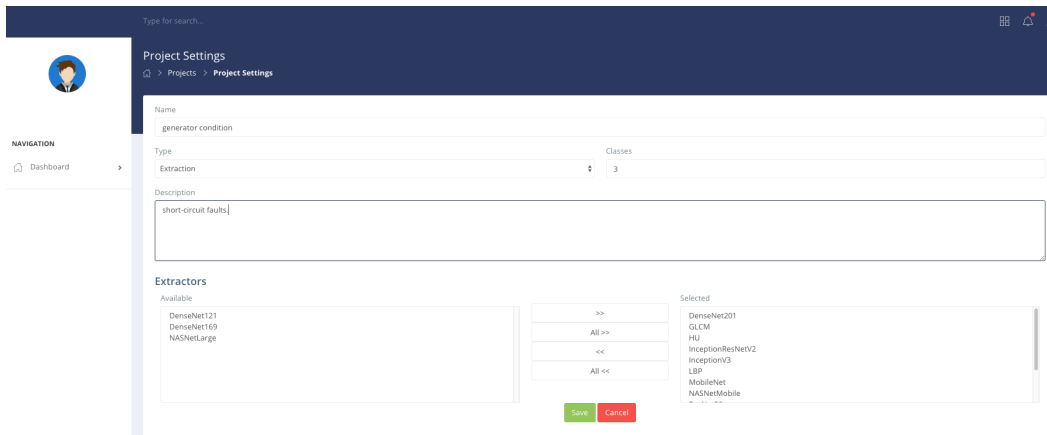 Type for search...
Project Settings
> Projects > Project Settings
NAVIGATION
Dashboard >
Name
generator condition
Type
Classes
Extraction
3
Description
short-circuit faults.
Extractors
Available
Selected
DenseNet121
DenseNet169
NASNetLarge
>>
All >>
<<
All <<
DenseNet201
GLCM
HU
InceptionResNetV2
InceptionV3
LBP
MobileNet
NASNetMobile
Save
Cancel